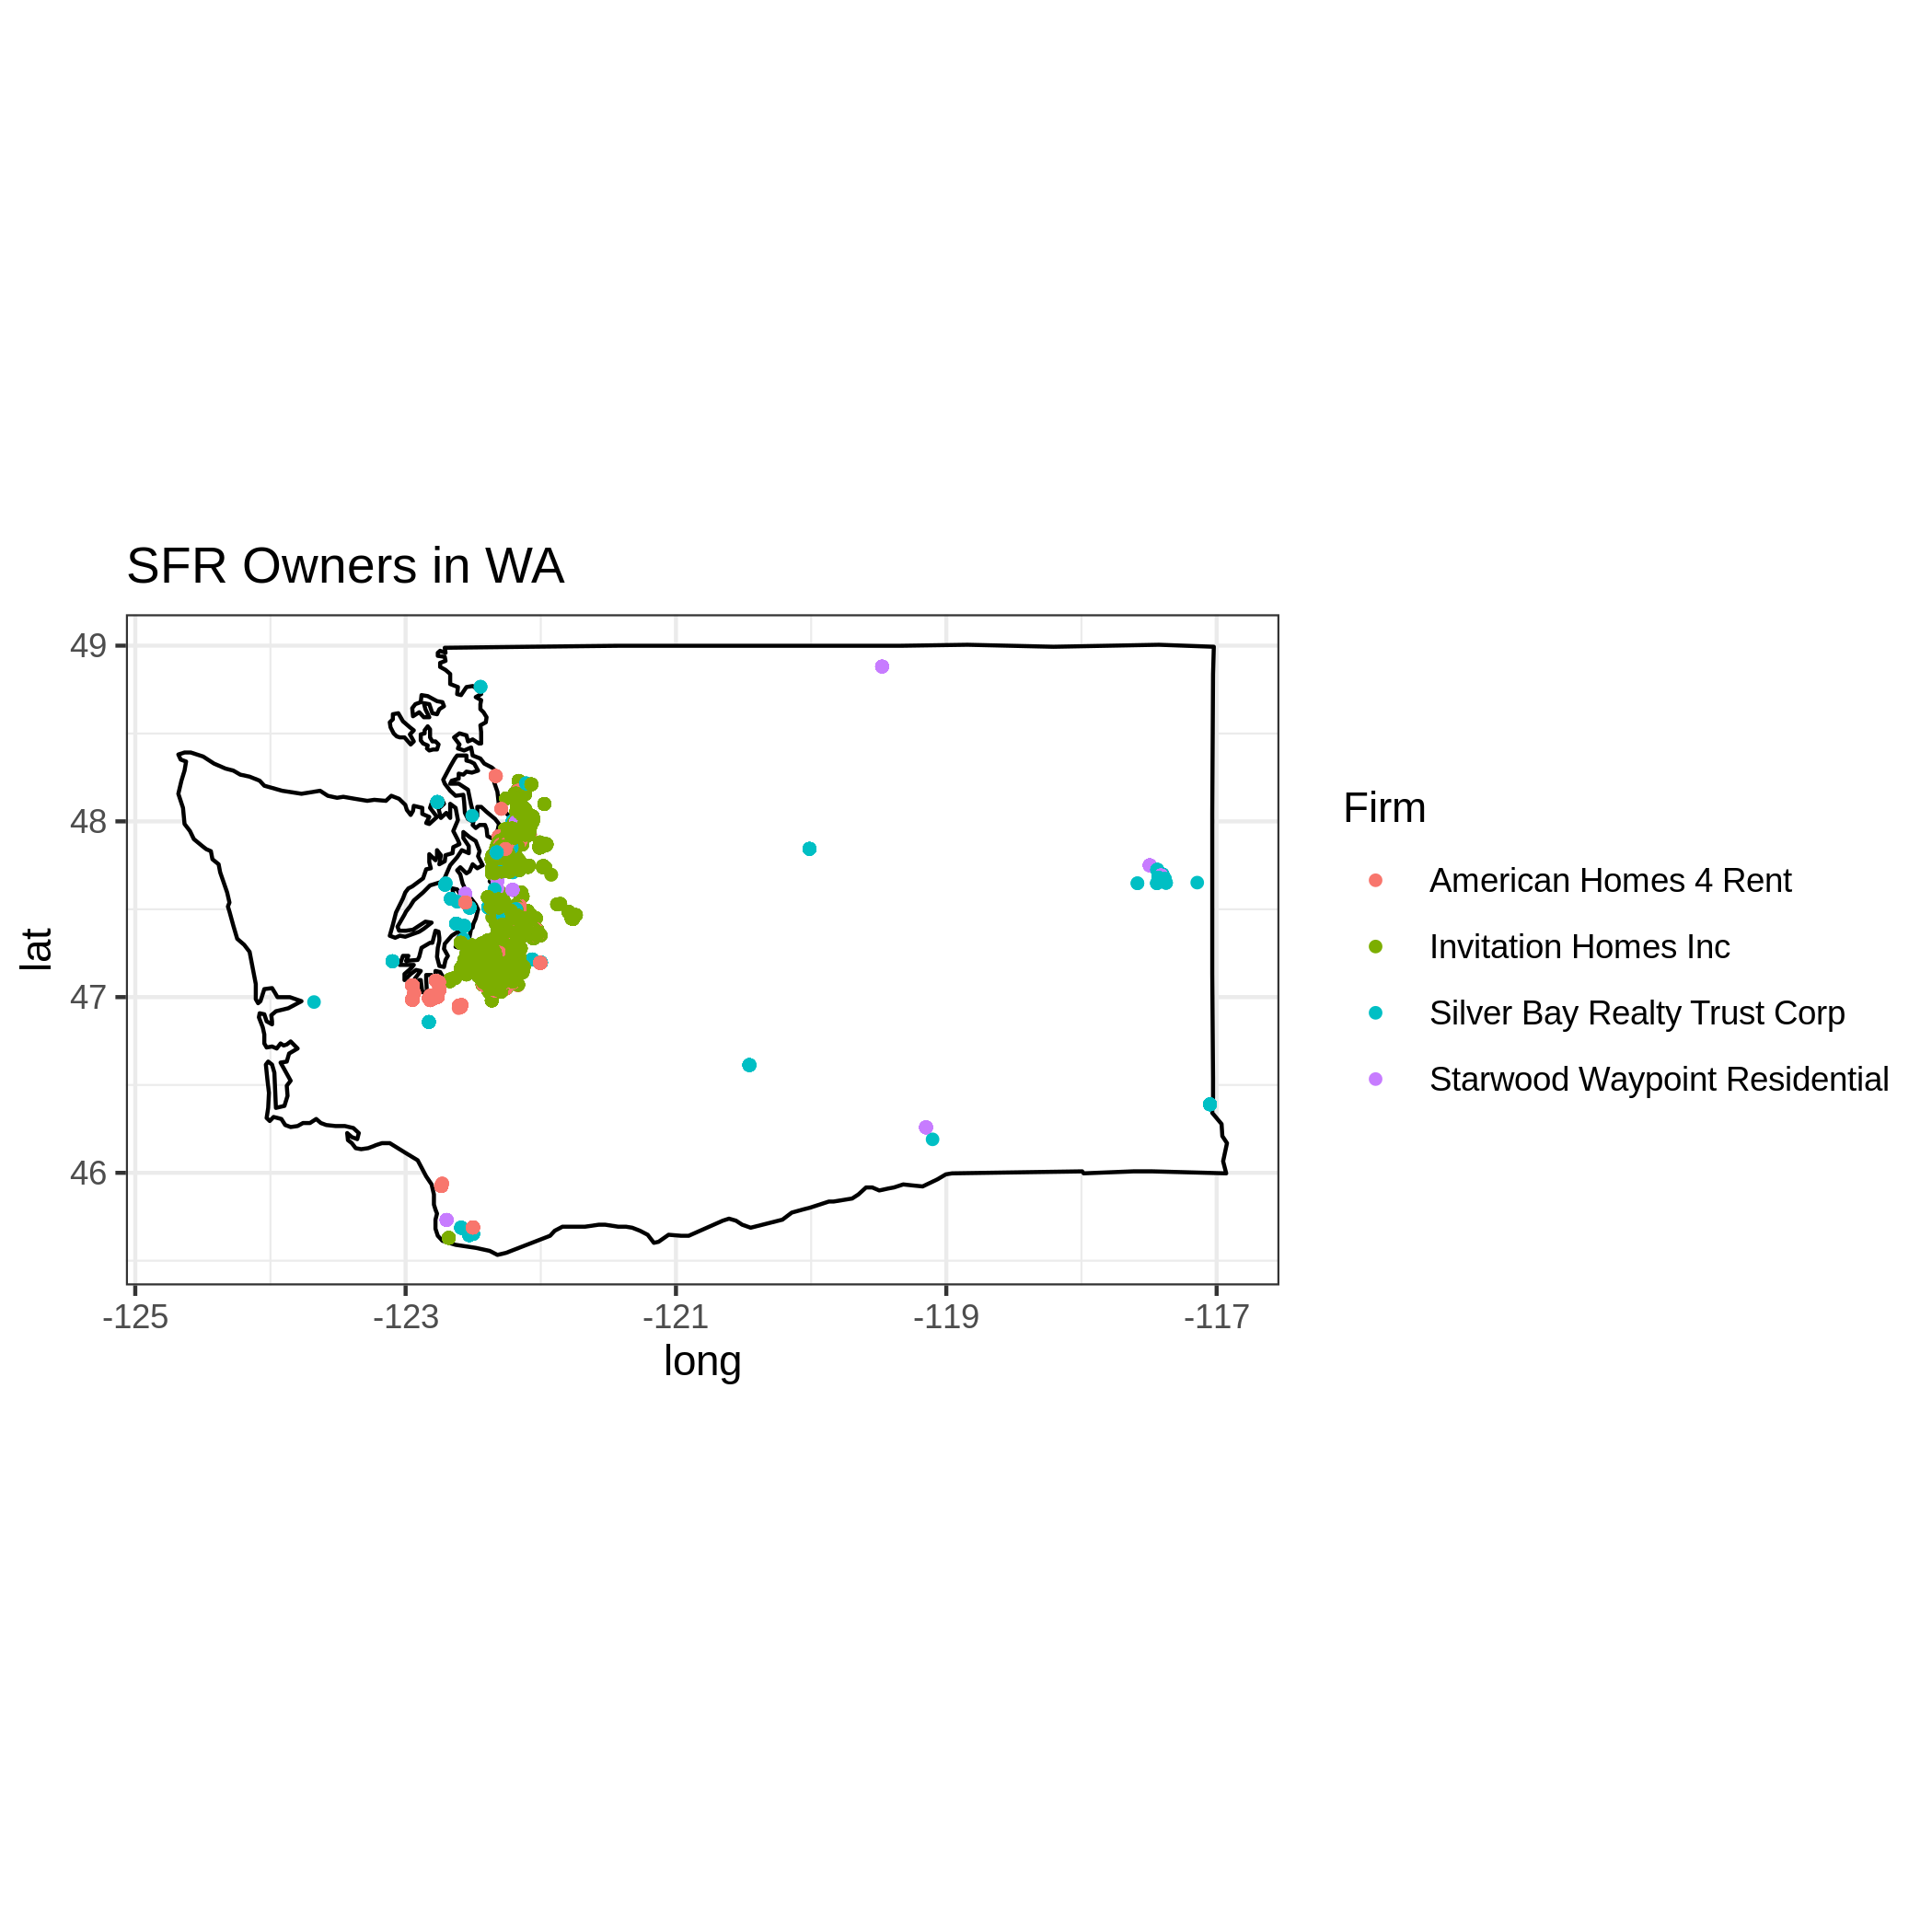 SFR Owners in WA
49
48
47
46
lat
-125
-123
-121
-119
-117
long
Firm
American Homes 4 Rent
Invitation Homes Inc
Silver Bay Realty Trust Corp
Starwood Waypoint Residential